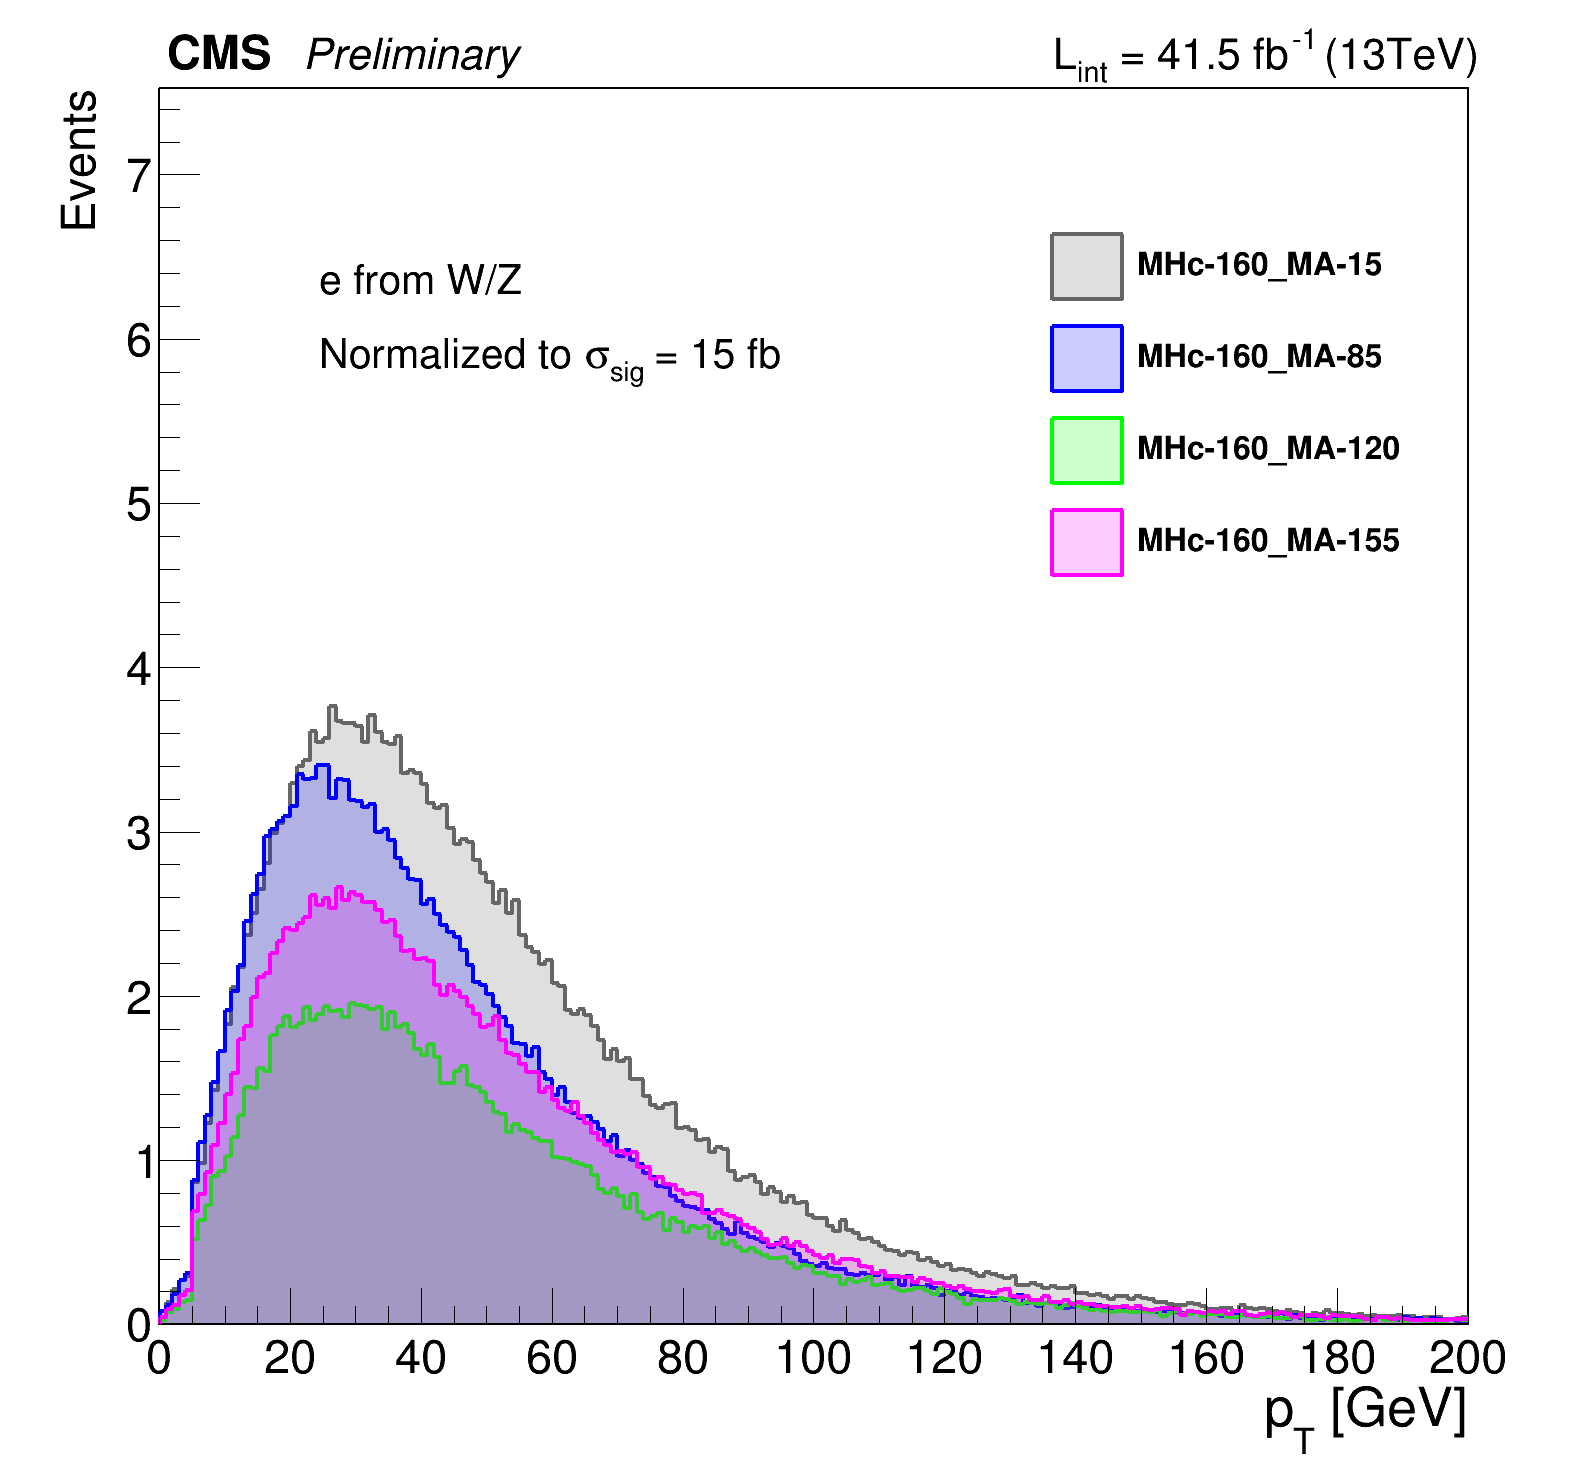 CMS Preliminary
L_int = 41.5 fb^-1 (13TeV)
Events
7
6
5
4
3
2
1
0
e from W/Z
Normalized to σ_sig = 15 fb
MHc-160_MA-15
MHc-160_MA-85
MHc-160_MA-120
MHc-160_MA-155
0 20 40 60 80 100 120 140 160 180 200
p_T [GeV]